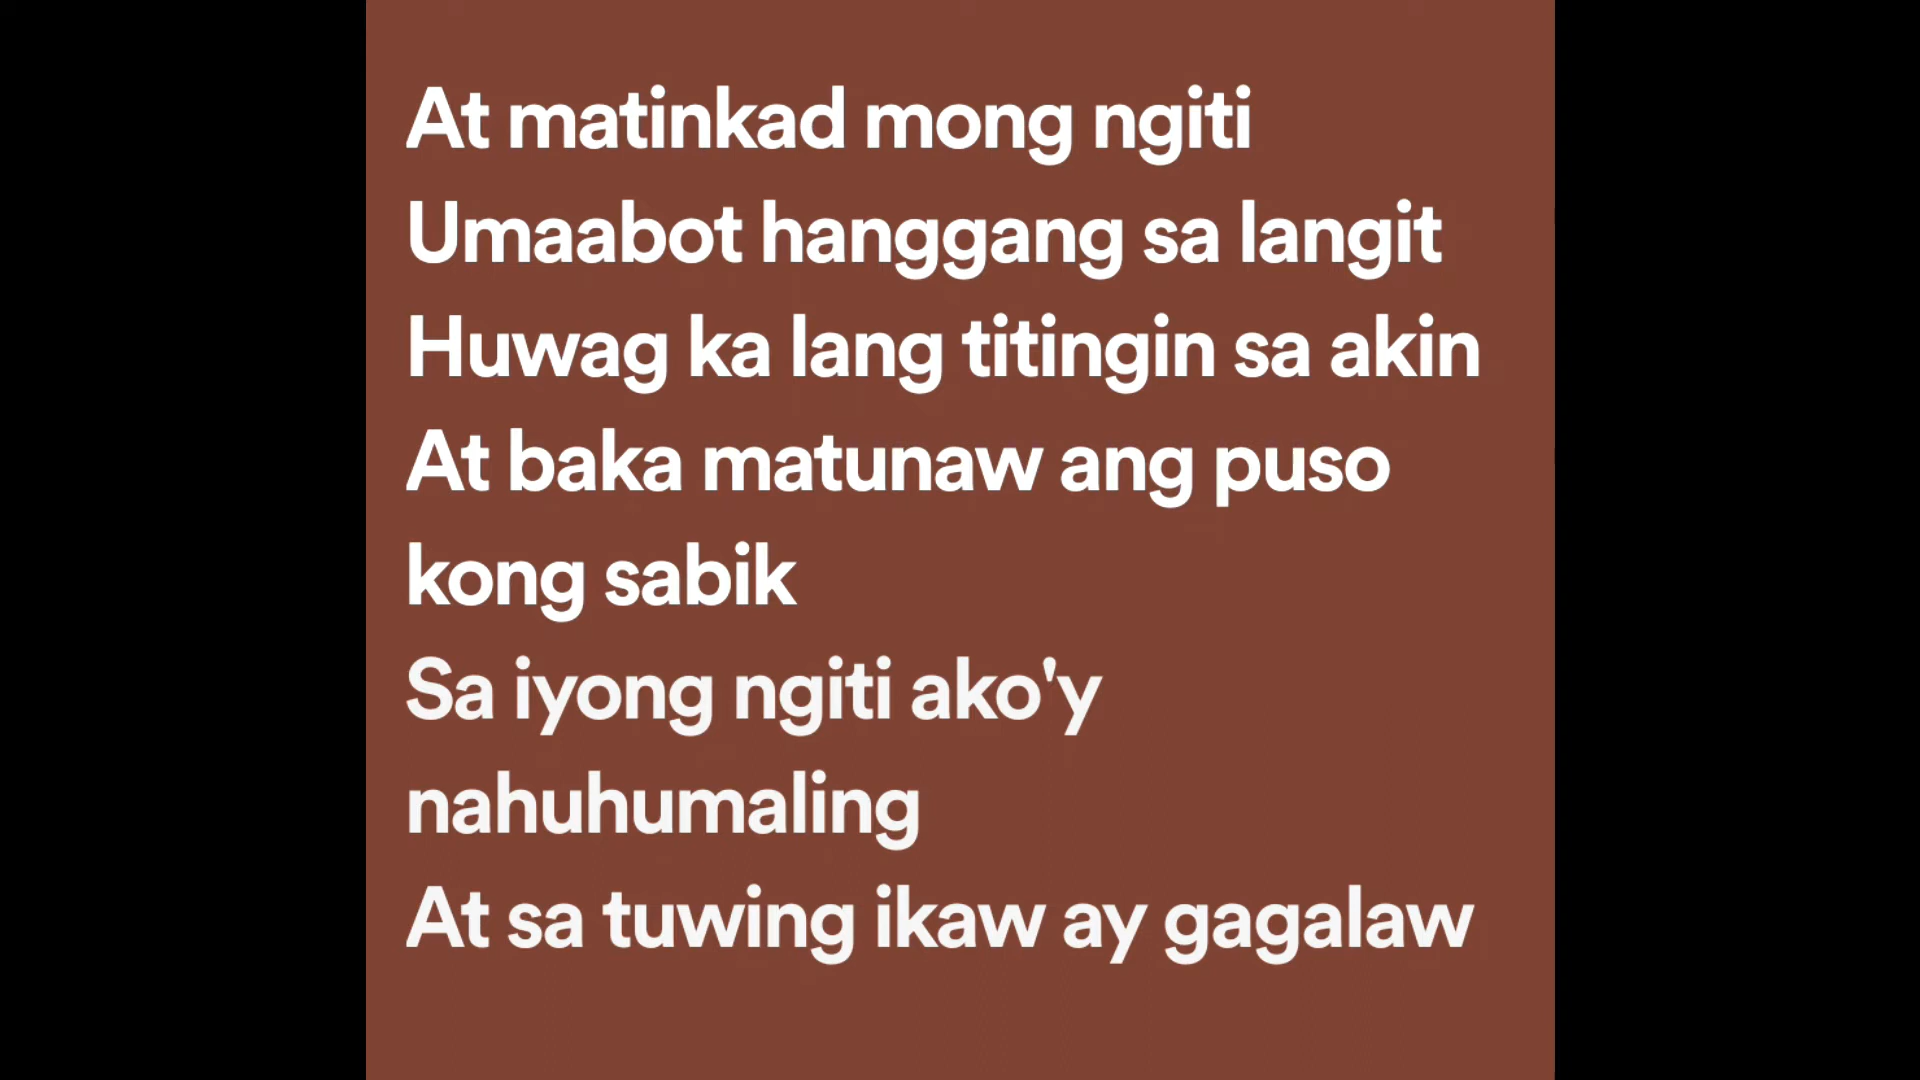 At matinkad mong ngiti
Umaabot hanggang sa langit
Huwag ka lang titingin sa akin
At baka matunaw ang puso
kong sabik
Sa iyong ngiti ako'y
nahuhumaling
At sa tuwing ikaw ay gagalaw